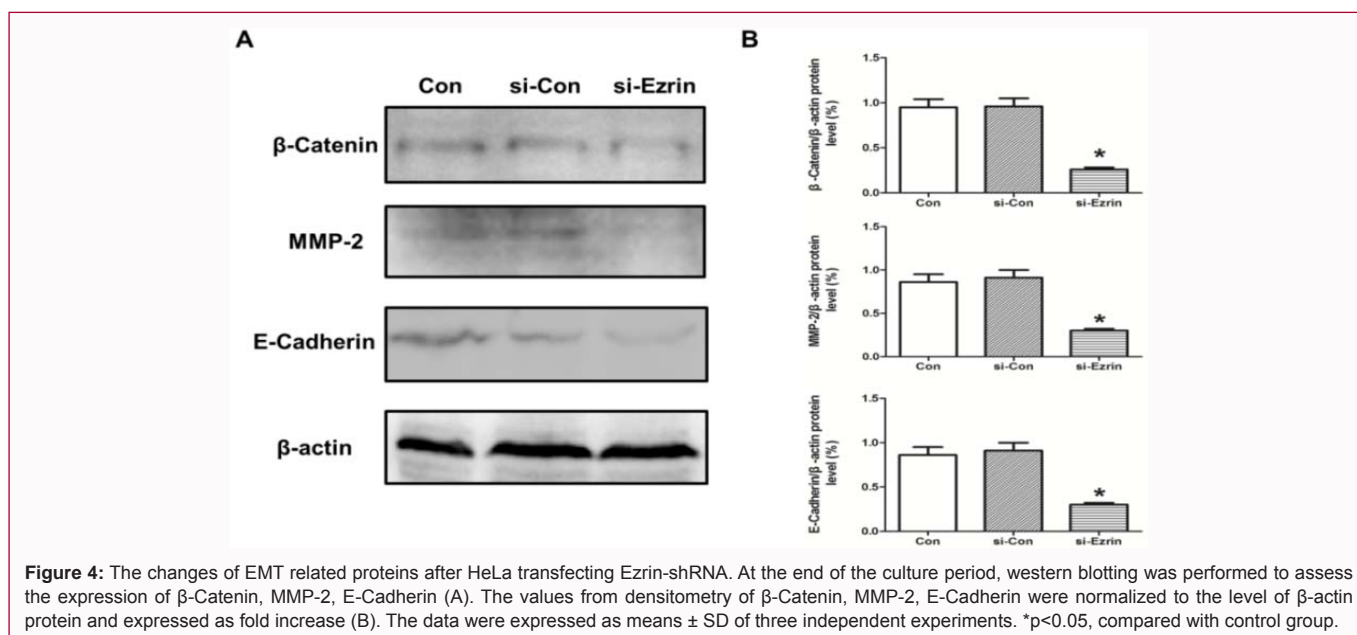 A
Con si-Con si-Ezrin
β-Catenin
MMP-2
E-Cadherin
β-actin
B
β-Catenin/β-actin protein
level (%)
1.5
1.0
0.5
0.0
*
Con si-Con si-Ezrin
MMP-2/β-actin protein
level (%)
1.5
1.0
0.5
0.0
*
Con si-Con si-Ezrin
E-Cadherin/β-actin protein
level (%)
1.5
1.0
0.5
0.0
*
Con si-Con si-Ezrin
Figure 4: The changes of EMT related proteins after HeLa transfecting Ezrin-shRNA. At the end of the culture period, western blotting was performed to assess
the expression of β-Catenin, MMP-2, E-Cadherin (A). The values from densitometry of β-Catenin, MMP-2, E-Cadherin were normalized to the level of β-actin
protein and expressed as fold increase (B). The data were expressed as means ± SD of three independent experiments. *p<0.05, compared with control group.